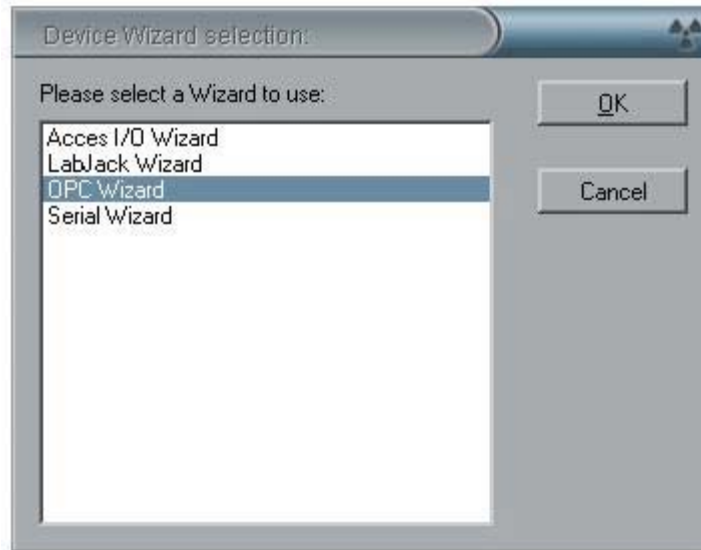 Device Wizard selection:
Please select a Wizard to use:
OK
Acces I/O Wizard
LabJack Wizard
OPC Wizard
Serial Wizard
Cancel